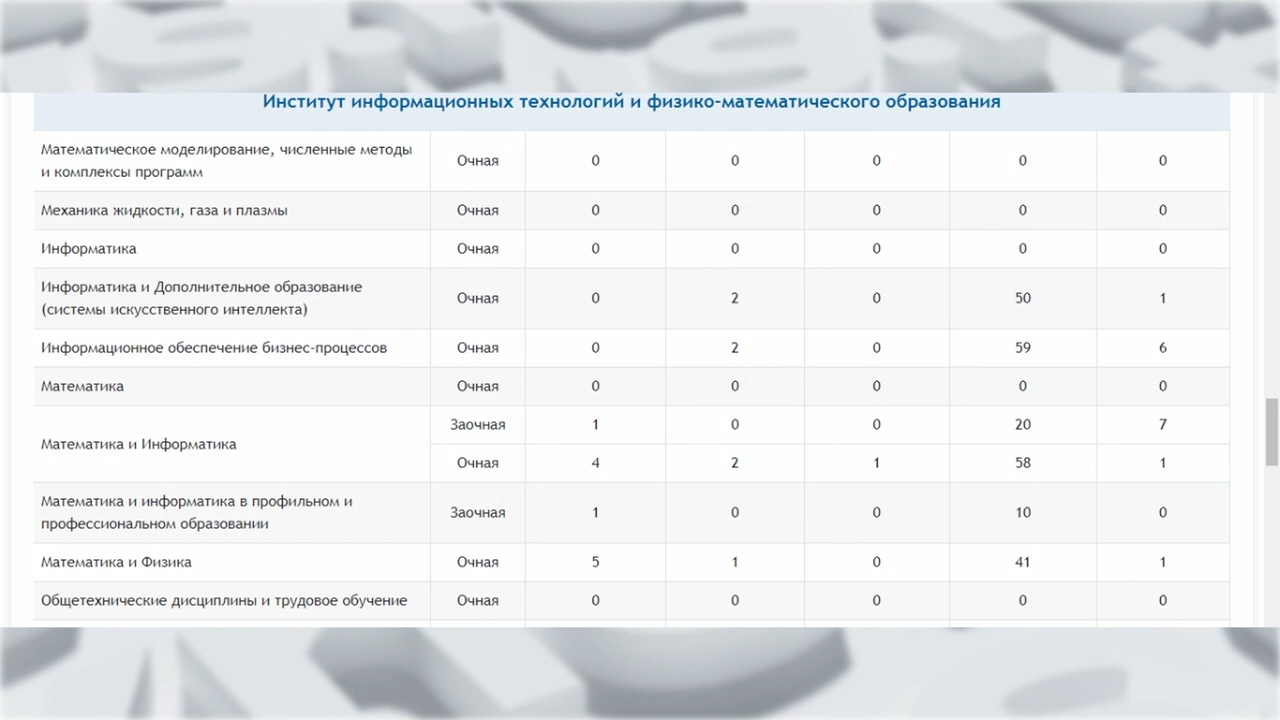 Институт информационных технологий и физико-математического образования
Математическое моделирование, численные методы
и комплексы программ
Очная 0 0 0 0 0
Механика жидкости, газа и плазмы Очная 0 0 0 0 0
Информатика Очная 0 0 0 0 0
Информатика и Дополнительное образование
(системы искусственного интеллекта)
Очная 0 2 0 50 1
Информационное обеспечение бизнес-процессов Очная 0 2 0 59 6
Математика Очная 0 0 0 0 0
Математика и Информатика
Заочная 1 0 0 20 7
Очная 4 2 1 58 1
Математика и информатика в профильном и
профессиональном образовании
Заочная 1 0 0 10 0
Математика и Физика Очная 5 1 0 41 1
Общетехнические дисциплины и трудовое обучение Очная 0 0 0 0 0